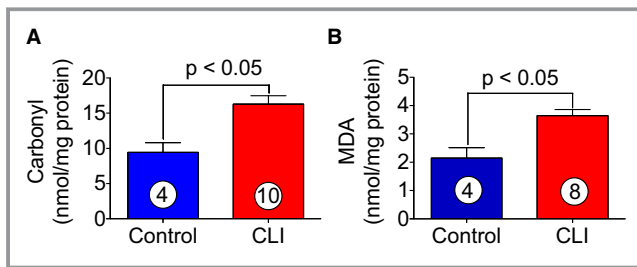 A
Carbonyl
(nmol/mg protein)
20
15
10
5
0
p < 0.05
4
10
Control
CLI
B
MDA
(nmol/mg protein)
5
4
3
2
1
0
p < 0.05
4
8
Control
CLI